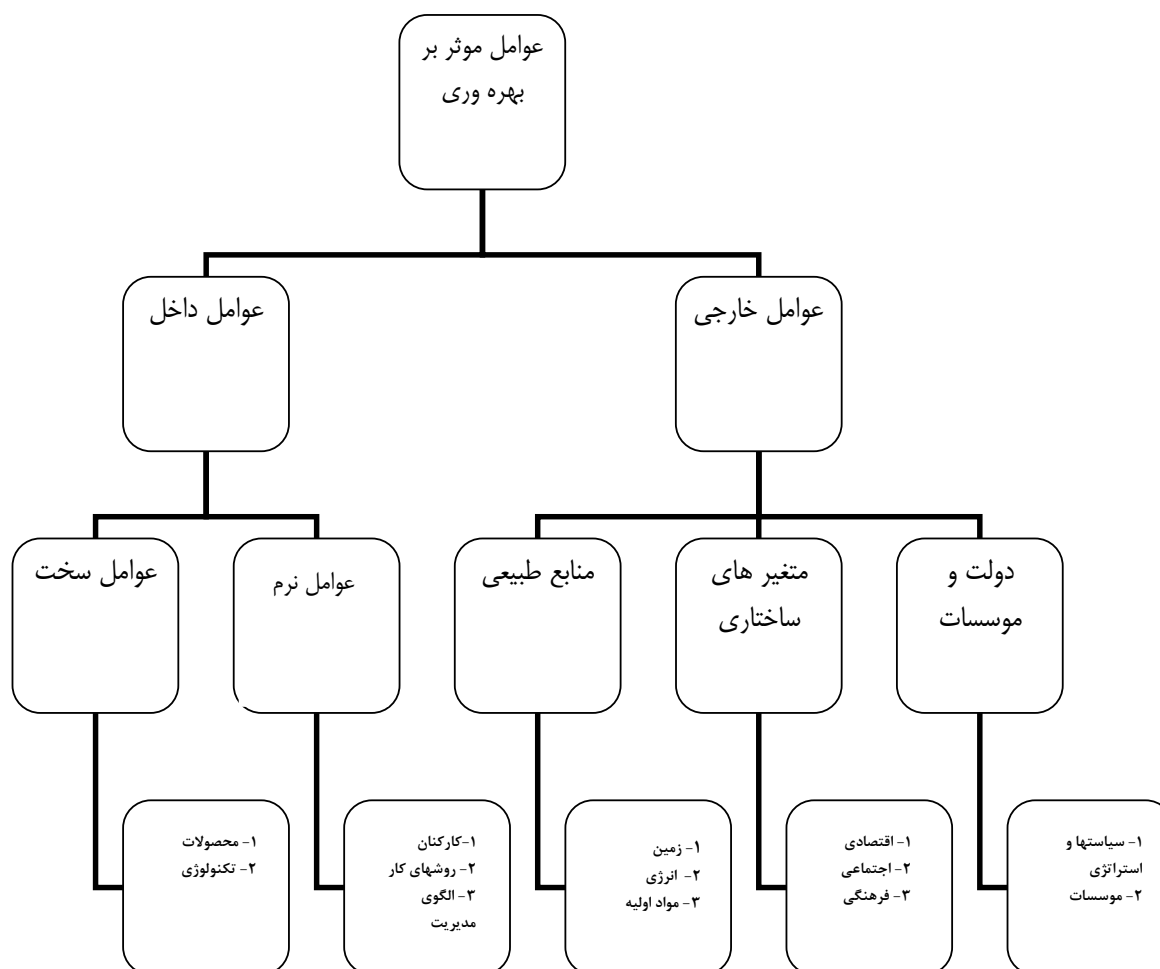 عوامل موثر بر
بهره وری
عوامل خارجی
عوامل داخل
دولت و
موسسات
متغیر های
ساختاری
منابع طبیعی
عوامل نرم
عوامل سخت
۱- سیاستها و
استراتژی
۲- موسسات
۱- اقتصادی
۲- اجتماعی
۳- فرهنگی
۱- زمین
۲- انرژی
۳- مواد اولیه
۱-کارکنان
۲- روشهای کار
۳- الگوی
مدیریت
۱- محصولات
۲- تکنولوژی